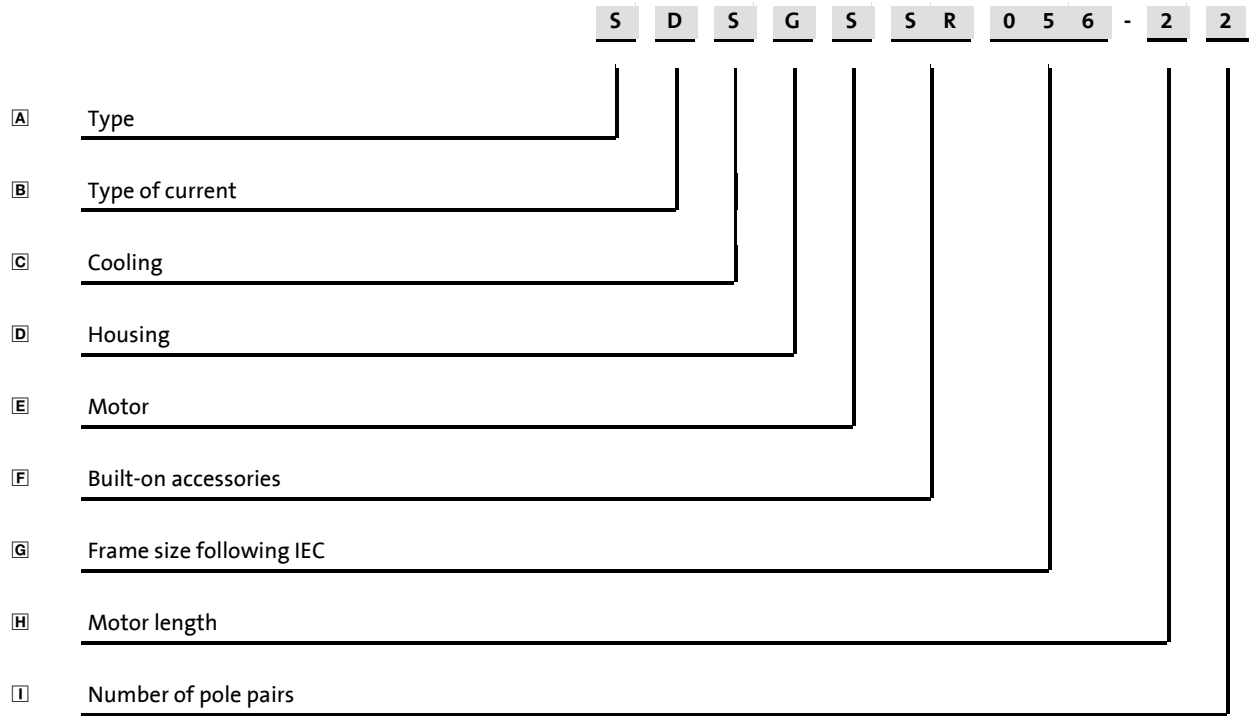 S D S G S S R 0 5 6 - 2 2
A Type
B Type of current
C Cooling
D Housing
E Motor
F Built-on accessories
G Frame size following IEC
H Motor length
I Number of pole pairs